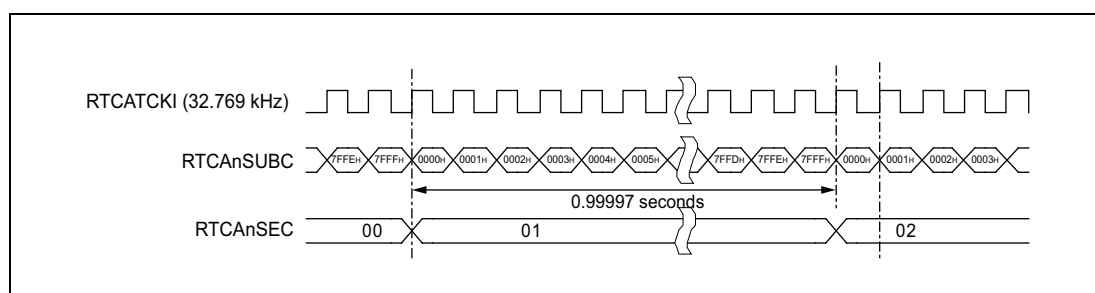 RTCATCKI (32.769 kHz)
RTCAnSUBC 7FFEH 7FFFH 0000H 0001H 0002H 0003H 0004H 0005H 7FFDH 7FFEH 7FFFH 0000H 0001H 0002H 0003H
0.99997 seconds
RTCAnSEC 00 01 02